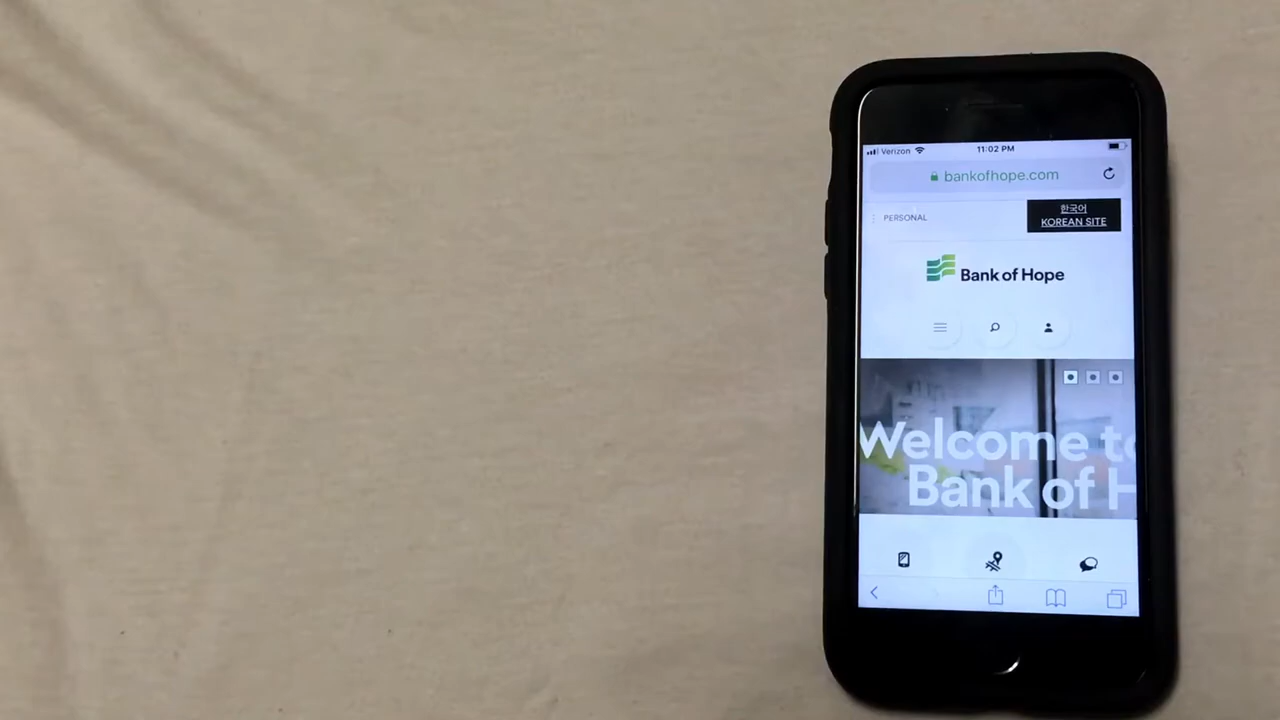 Verizon
11:02 PM
bankofhope.com
PERSONAL
한국어
KOREAN SITE
Bank of Hope
Welcome to
Bank of H